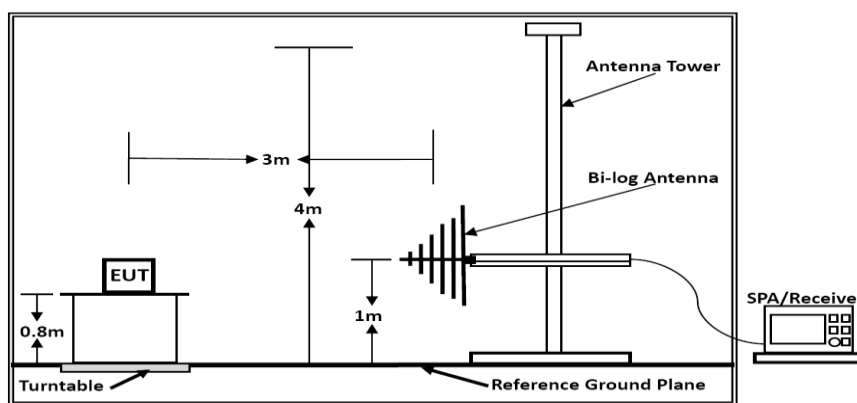 Antenna Tower
3m
Bi-log Antenna
4m
EUT
0.8m
1m
SPA/Receive
Turntable
Reference Ground Plane